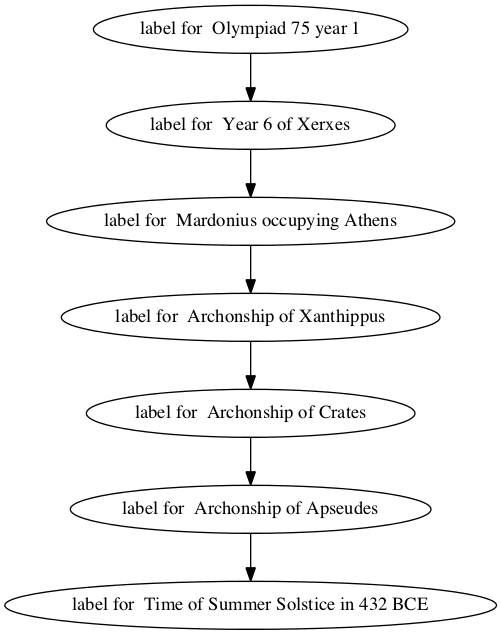 label for  Olympiad 75 year 1
label for  Year 6 of Xerxes
label for  Mardonius occupying Athens
label for  Archonship of Xanthippus
label for  Archonship of Crates
label for  Archonship of Apseudes
label for  Time of Summer Solstice in 432 BCE